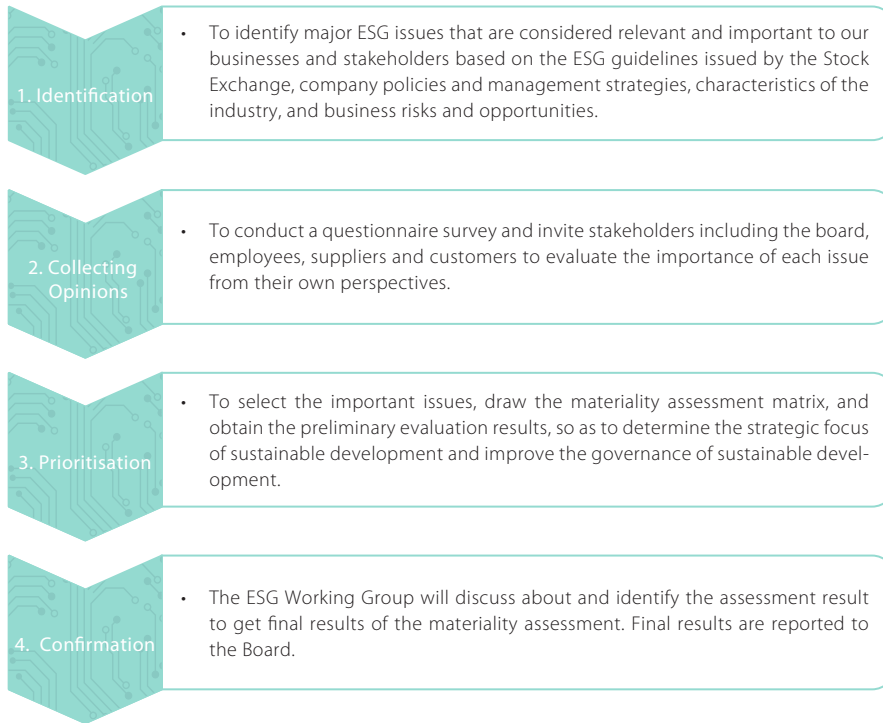 1. Identification
• To identify major ESG issues that are considered relevant and important to our
businesses and stakeholders based on the ESG guidelines issued by the Stock
Exchange, company policies and management strategies, characteristics of the
industry, and business risks and opportunities.
2. Collecting
Opinions
• To conduct a questionnaire survey and invite stakeholders including the board,
employees, suppliers and customers to evaluate the importance of each issue
from their own perspectives.
3. Prioritisation
• To select the important issues, draw the materiality assessment matrix, and
obtain the preliminary evaluation results, so as to determine the strategic focus
of sustainable development and improve the governance of sustainable devel-
opment.
4. Confirmation
• The ESG Working Group will discuss about and identify the assessment result
to get final results of the materiality assessment. Final results are reported to
the Board.